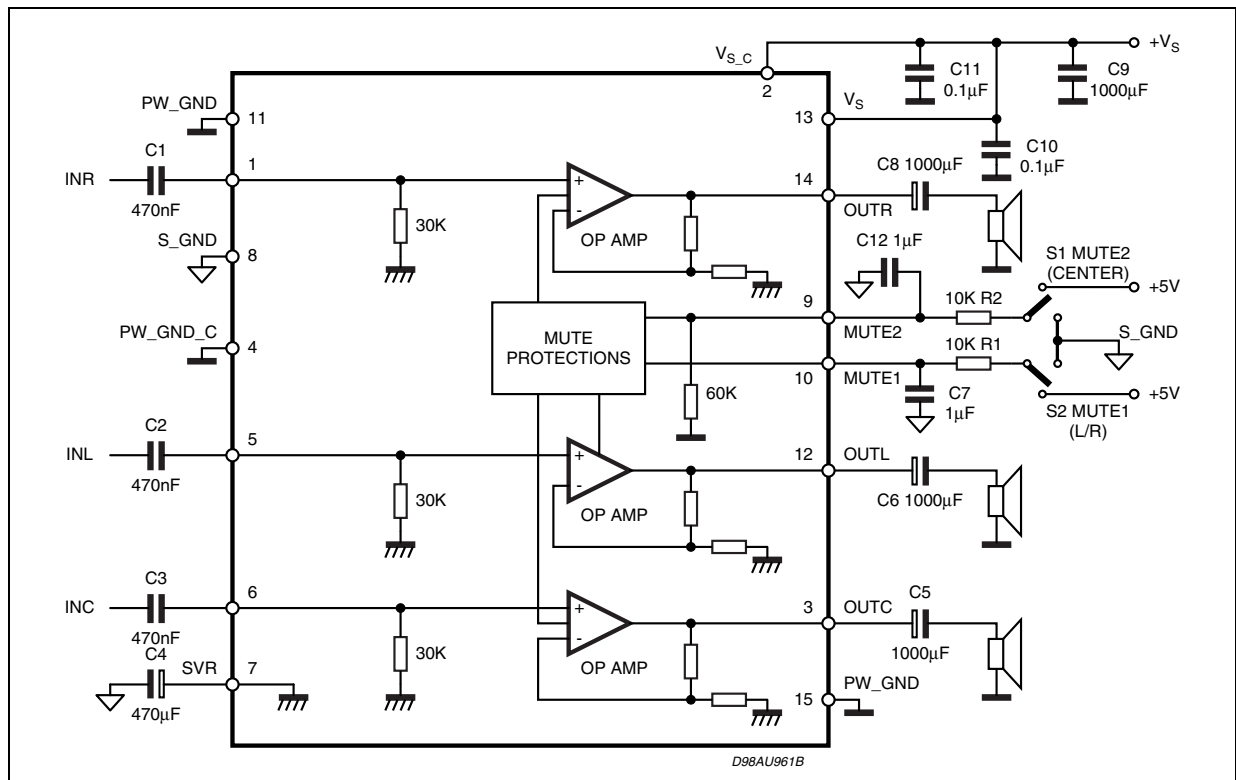 +VS
VS_C
2
C11
0.1µF
C9
1000µF
PW_GND
11
VS
13
C10
0.1µF
C1
INR
470nF
1
30K
+
-
OP AMP
14
OUTR
C8 1000µF
S_GND
8
C12 1µF
S1 MUTE2
(CENTER)
+5V
9
MUTE2
10K R2
S_GND
PW_GND_C
4
MUTE
PROTECTIONS
60K
10
MUTE1
10K R1
C7
1µF
+5V
S2 MUTE1
(L/R)
C2
INL
470nF
5
30K
+
-
OP AMP
12
OUTL
C6 1000µF
C3
INC
470nF
6
30K
+
-
OP AMP
3
OUTC
C5
1000µF
C4
470µF
SVR
7
PW_GND
15
D98AU961B